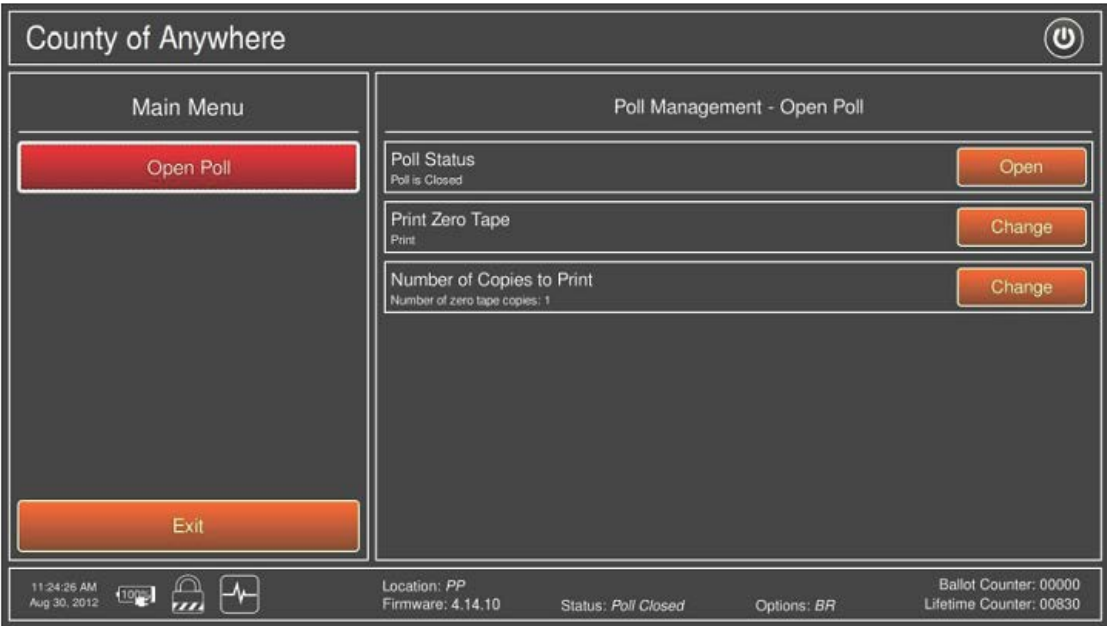 County of Anywhere
Main Menu
Open Poll
Exit
Poll Management - Open Poll
Poll Status
Poll is Closed
Open
Print Zero Tape
Print
Change
Number of Copies to Print
Number of zero tape copies: 1
Change
11:24:26 AM
Aug 30, 2012
100%
Location: PP
Firmware: 4.14.10
Status: Poll Closed
Options: BR
Ballot Counter: 00000
Lifetime Counter: 00830